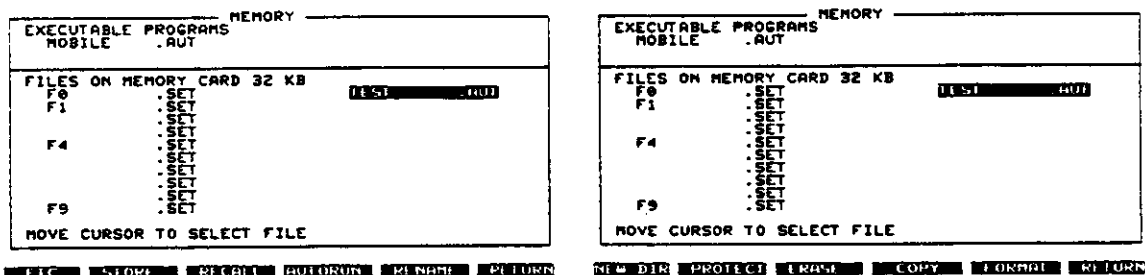 MEMORY
EXECUTABLE PROGRAMS
MOBILE .AUT
FILES ON MEMORY CARD 32 KB
F0 .SET TEST .AUT
F1 .SET
.SET
.SET
F4 .SET
.SET
.SET
.SET
.SET
F9 .SET
MOVE CURSOR TO SELECT FILE
ETC STORE RECALL AUTORUN RENAME RETURN
MEMORY
EXECUTABLE PROGRAMS
MOBILE .AUT
FILES ON MEMORY CARD 32 KB
F0 .SET TEST .AUT
F1 .SET
.SET
.SET
F4 .SET
.SET
.SET
.SET
.SET
F9 .SET
MOVE CURSOR TO SELECT FILE
NEW DIR PROTECT ERASE COPY FORMAT RETURN